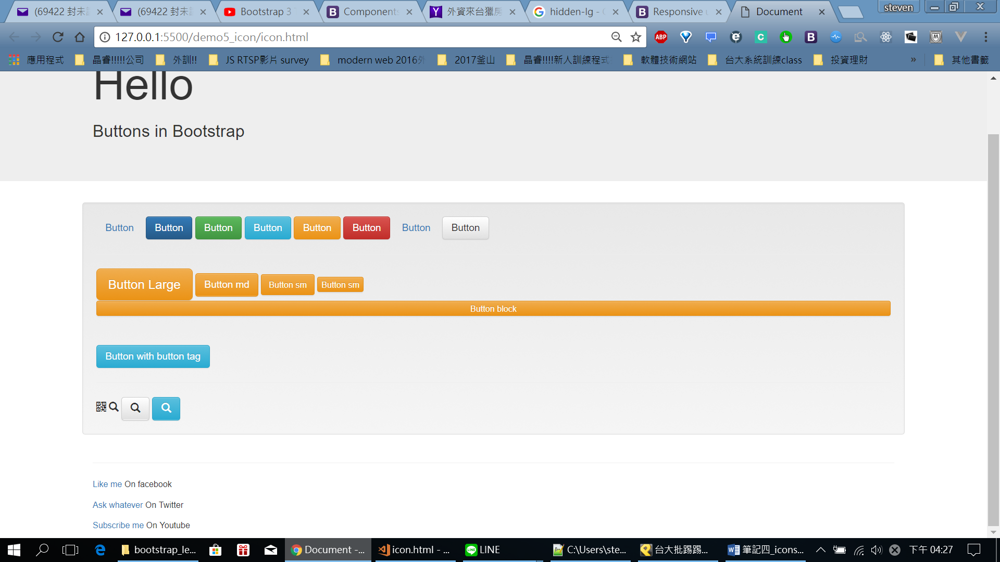 (69422 封未 (69422 封未 Bootstrap 3 Components 外資來台獵房 hidden-lg - Responsive Document steven
127.0.0.1:5500/demo5_icon/icon.html
應用程式 晶睿!!!!!公司 外訓!! JS RTSP影片 survey modern web 2016 2017釜山 晶睿!!!!新人訓練程式 軟體技術網站 台大系統訓練class 投資理財 » 其他書籤
Hello
Buttons in Bootstrap
Button Button Button Button Button Button Button Button
Button Large Button md Button sm Button sm
Button block
Button with button tag
Like me On facebook
Ask whatever On Twitter
Subscribe me On Youtube
bootstrap_le... Document -... icon.html - ... LINE C:\Users\ste... 台大批踢踢... 筆記四_icons... 下午 04:27